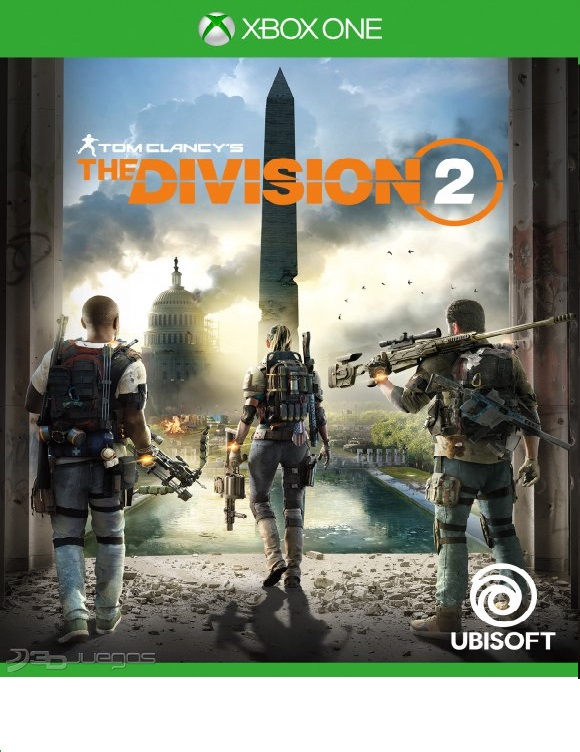 XBOX ONE
TOM CLANCY'S
THE DIVISION 2
UBISOFT
3DJuegos